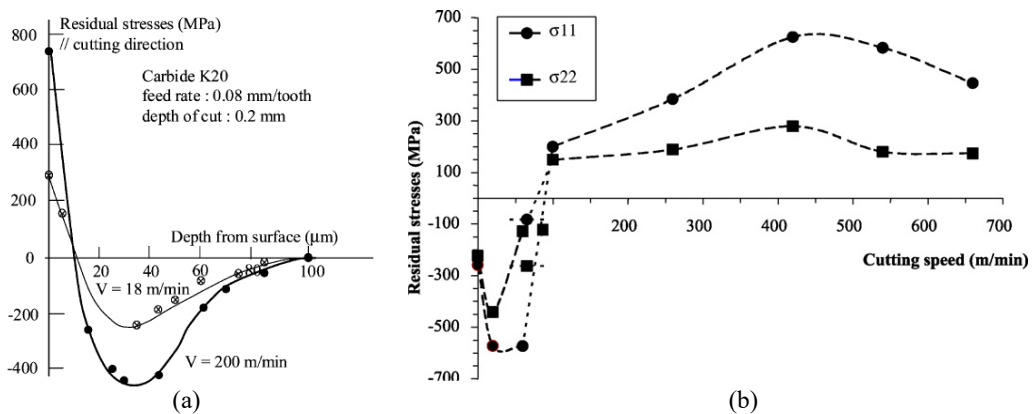 Residual stresses (MPa)
// cutting direction
Carbide K20
feed rate : 0.08 mm/tooth
depth of cut : 0.2 mm
800
600
400
200
0
-200
-400
Depth from surface (μm)
20
40
60
80
100
V = 18 m/min
V = 200 m/min
(a)
700
500
300
100
-100
-300
-500
-700
Residual stresses (MPa)
σ11
σ22
200
300
400
500
600
700
Cutting speed (m/min)
(b)